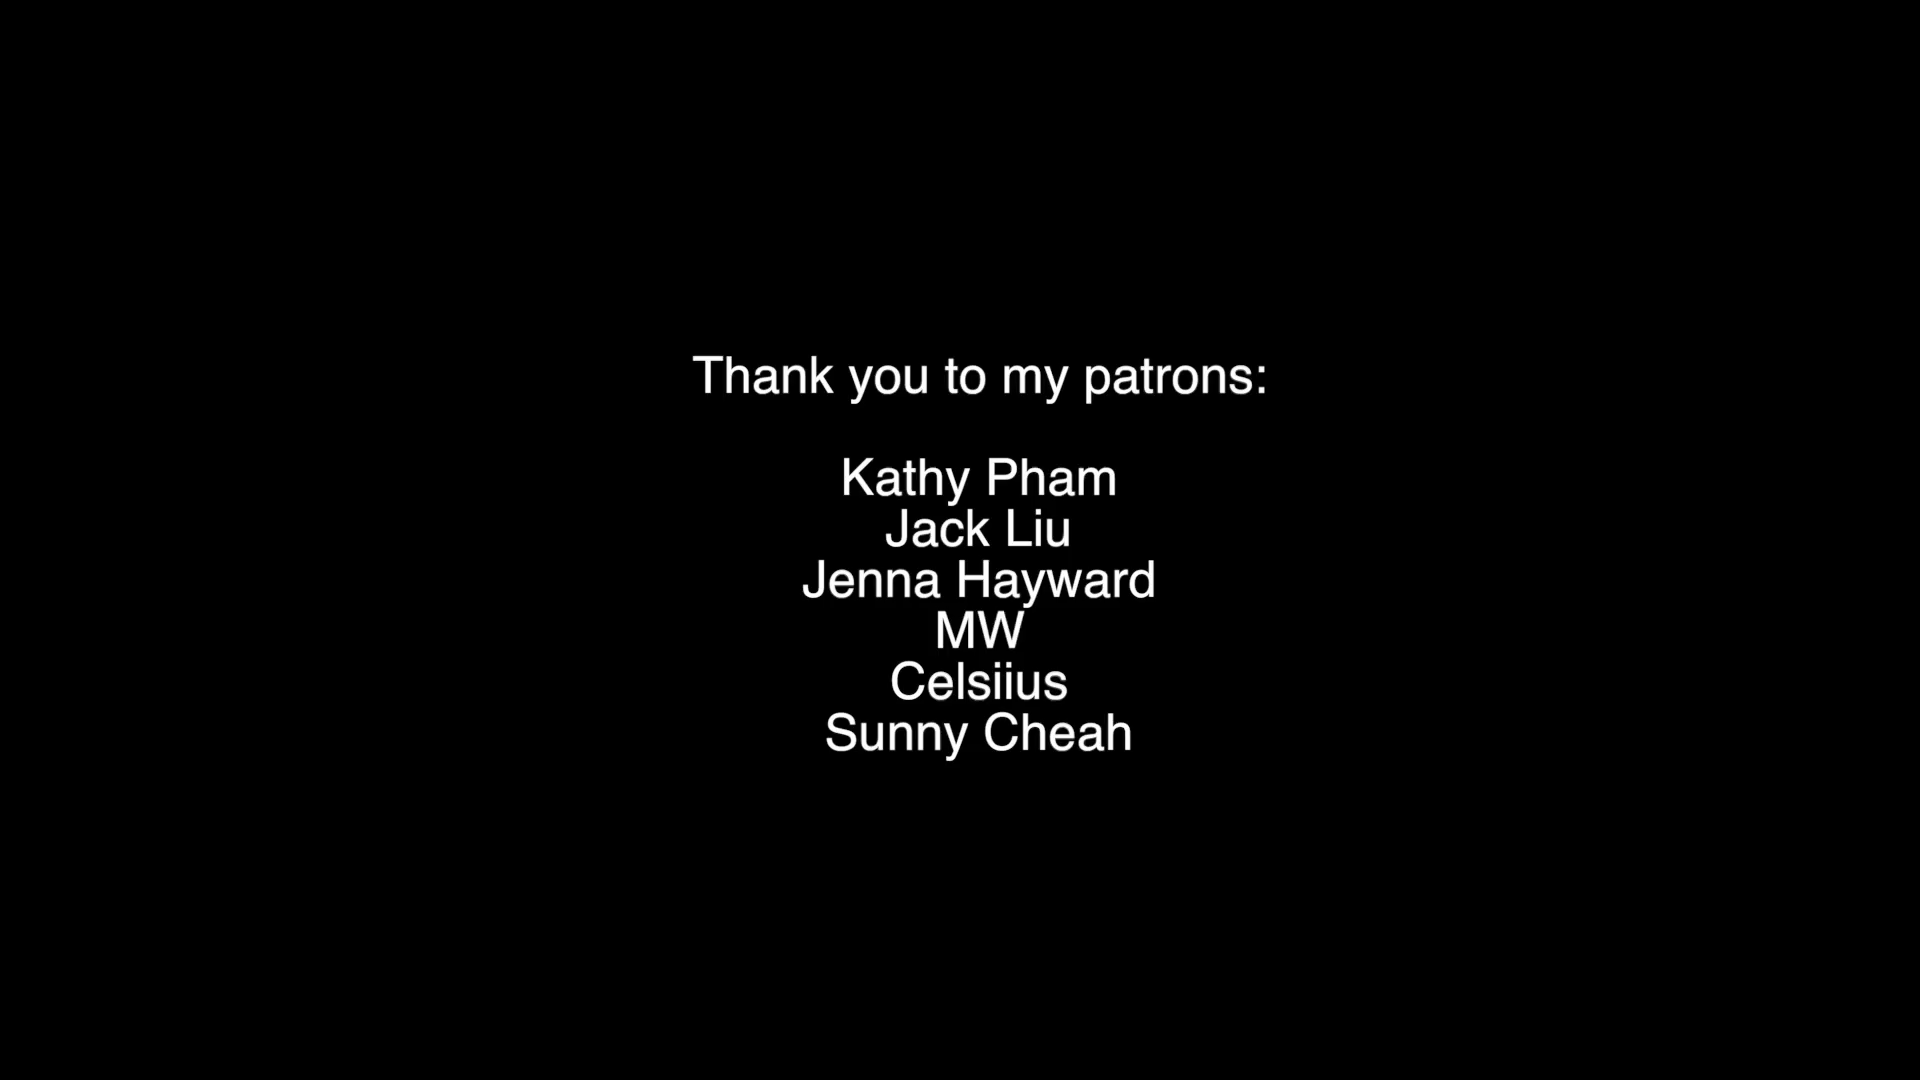 Thank you to my patrons:
Kathy Pham
Jack Liu
Jenna Hayward
MW
Celsiius
Sunny Cheah